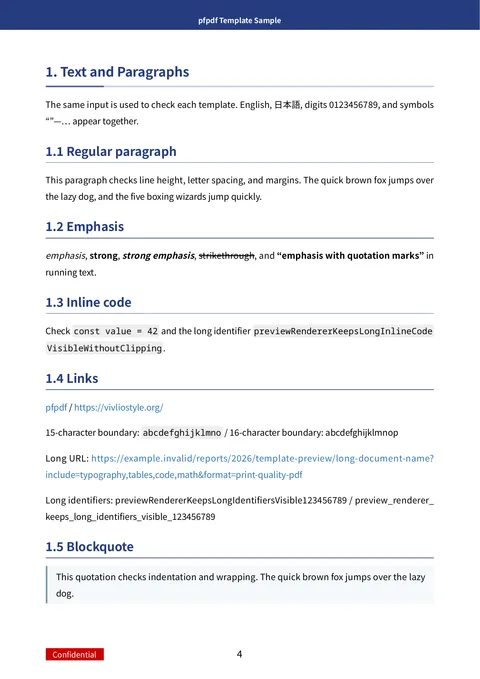 pfpdf Template Sample
1. Text and Paragraphs
The same input is used to check each template. English, 日本語, digits 0123456789, and symbols
“”—… appear together.
1.1 Regular paragraph
This paragraph checks line height, letter spacing, and margins. The quick brown fox jumps over
the lazy dog, and the five boxing wizards jump quickly.
1.2 Emphasis
emphasis, strong, strong emphasis, strikethrough, and “emphasis with quotation marks” in
running text.
1.3 Inline code
Check const value = 42 and the long identifier previewRendererKeepsLongInlineCode
VisibleWithoutClipping.
1.4 Links
pfpdf / https://vivliostyle.org/
15-character boundary: abcdefghijklmno / 16-character boundary: abcdefghijklmnop
Long URL: https://example.invalid/reports/2026/template-preview/long-document-name?
include=typography,tables,code,math&format=print-quality-pdf
Long identifiers: previewRendererKeepsLongIdentifiersVisible123456789 / preview_renderer_
keeps_long_identifiers_visible_123456789
1.5 Blockquote
This quotation checks indentation and wrapping. The quick brown fox jumps over the lazy
dog.
Confidential
4